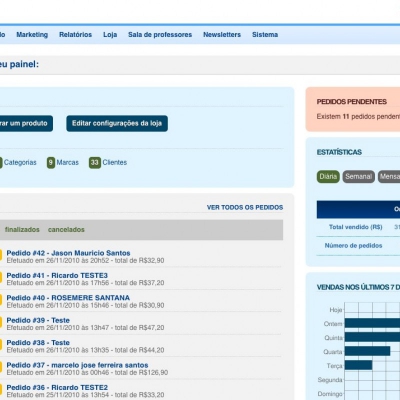 Marketing Relatórios Loja Sala de professores Newsletters Sistema
painel:
um produto
Editar configurações da loja
Categorias 9 Marcas 33 Clientes
VER TODOS OS PEDIDOS
finalizados cancelados
Pedido #42 - Jason Mauricio Santos
Efetuado em 26/11/2010 às 20h52 - total de R$32,90
Pedido #41 - Ricardo TESTE3
Efetuado em 26/11/2010 às 17h56 - total de R$37,20
Pedido #40 - ROSEMERE SANTANA
Efetuado em 26/11/2010 às 15h46 - total de R$30,90
Pedido #39 - Teste
Efetuado em 26/11/2010 às 13h47 - total de R$47,20
Pedido #38 - Teste
Efetuado em 26/11/2010 às 13h35 - total de R$44,20
Pedido #37 - marcelo jose ferreira santos
Efetuado em 26/11/2010 às 00h46 - total de R$126,90
Pedido #36 - Ricardo TESTE2
Efetuado em 25/11/2010 às 13h54 - total de R$33,20
PEDIDOS PENDENTES
Existem 11 pedidos
ESTATÍSTICAS
Diária Semanal
Total vendido (R$)
Número de pedidos
VENDAS NOS ÚLTIMOS 7
Hoje
Ontem
Quinta
Quarta
Terça
Segunda
Domingo